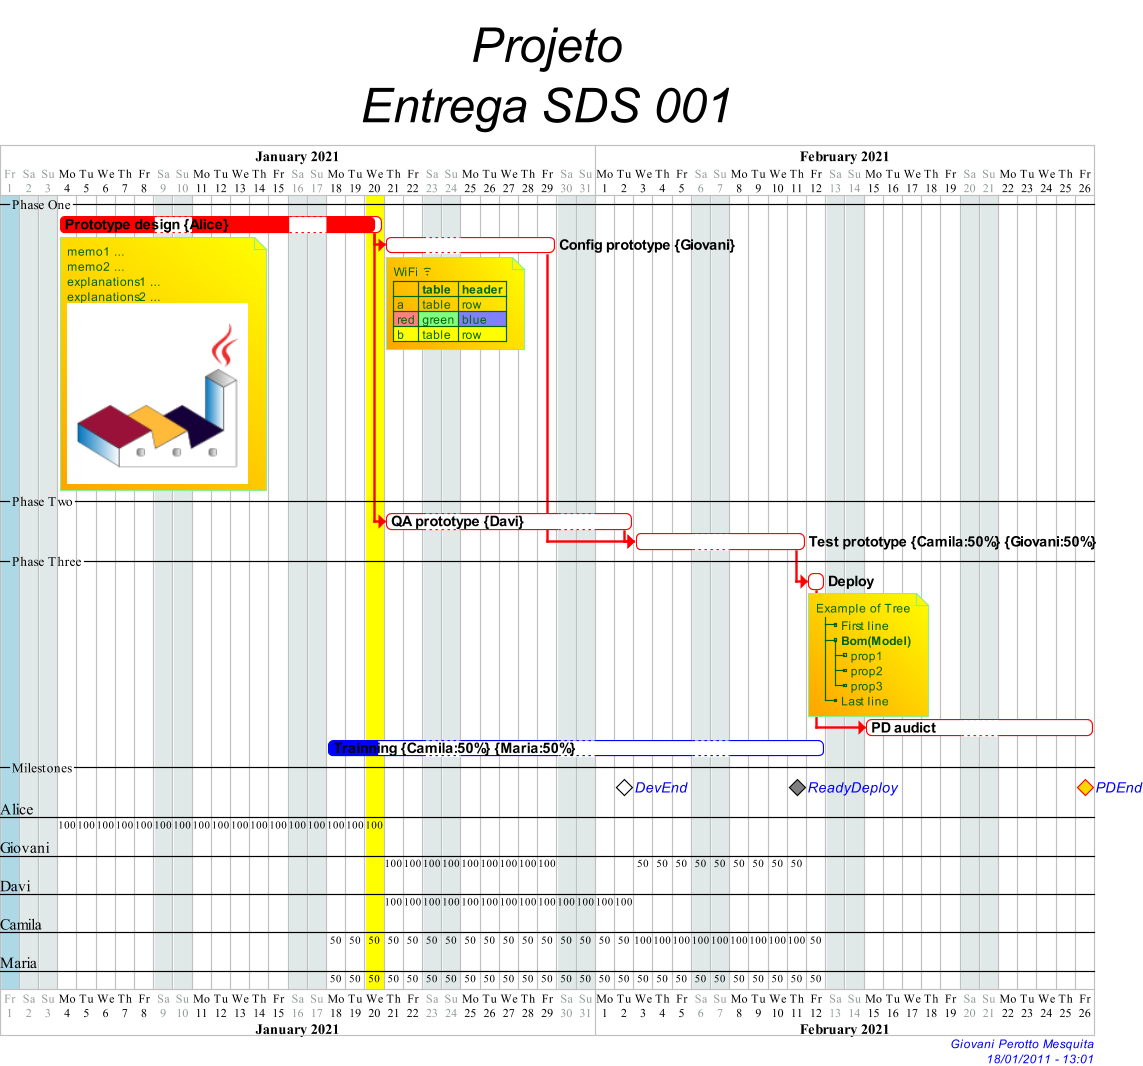 Projeto
Entrega SDS 001
January 2021 February 2021
Fr Sa Su Mo Tu We Th Fr Sa Su Mo Tu We Th Fr Sa Su Mo Tu We Th Fr Sa Su Mo Tu We Th Fr Sa Su Mo Tu We Th Fr Sa Su Mo Tu We Th Fr Sa Su Mo Tu We Th Fr Sa Su Mo Tu We Th Fr
1 2 3 4 5 6 7 8 9 10 11 12 13 14 15 16 17 18 19 20 21 22 23 24 25 26 27 28 29 30 31 1 2 3 4 5 6 7 8 9 10 11 12 13 14 15 16 17 18 19 20 21 22 23 24 25 26
Phase One
Prototype design {Alice}
Config prototype {Giovani}
memo1 ...
memo2 ...
explanations1 ...
explanations2 ...
WiFi
table header
a table row
red green blue
b table row
Phase Two
QA prototype {Davi}
Test prototype {Camila:50%} {Giovani:50%}
Phase Three
Deploy
Example of Tree
First line
Bom(Model)
prop1
prop2
prop3
Last line
PD audict
Trainning {Camila:50%} {Maria:50%}
Milestones
DevEnd ReadyDeploy PDEnd
Alice
100 100 100 100 100 100 100 100 100 100 100 100 100 100 100 100 100
Giovani
100 100 100 100 100 100 100 100 100 50 50 50 50 50 50 50 50 50
Davi
100 100 100 100 100 100 100 100 100 100 100 100 100
Camila
50 50 50 50 50 50 50 50 50 50 50 50 50 50 50 50 100 100 100 100 100 100 100 100 100 50
Maria
50 50 50 50 50 50 50 50 50 50 50 50 50 50 50 50 50 50 50 50 50 50 50 50 50 50
Fr Sa Su Mo Tu We Th Fr Sa Su Mo Tu We Th Fr Sa Su Mo Tu We Th Fr Sa Su Mo Tu We Th Fr Sa Su Mo Tu We Th Fr Sa Su Mo Tu We Th Fr Sa Su Mo Tu We Th Fr Sa Su Mo Tu We Th Fr
1 2 3 4 5 6 7 8 9 10 11 12 13 14 15 16 17 18 19 20 21 22 23 24 25 26 27 28 29 30 31 1 2 3 4 5 6 7 8 9 10 11 12 13 14 15 16 17 18 19 20 21 22 23 24 25 26
January 2021 February 2021
Giovani Perotto Mesquita
18/01/2011 - 13:01